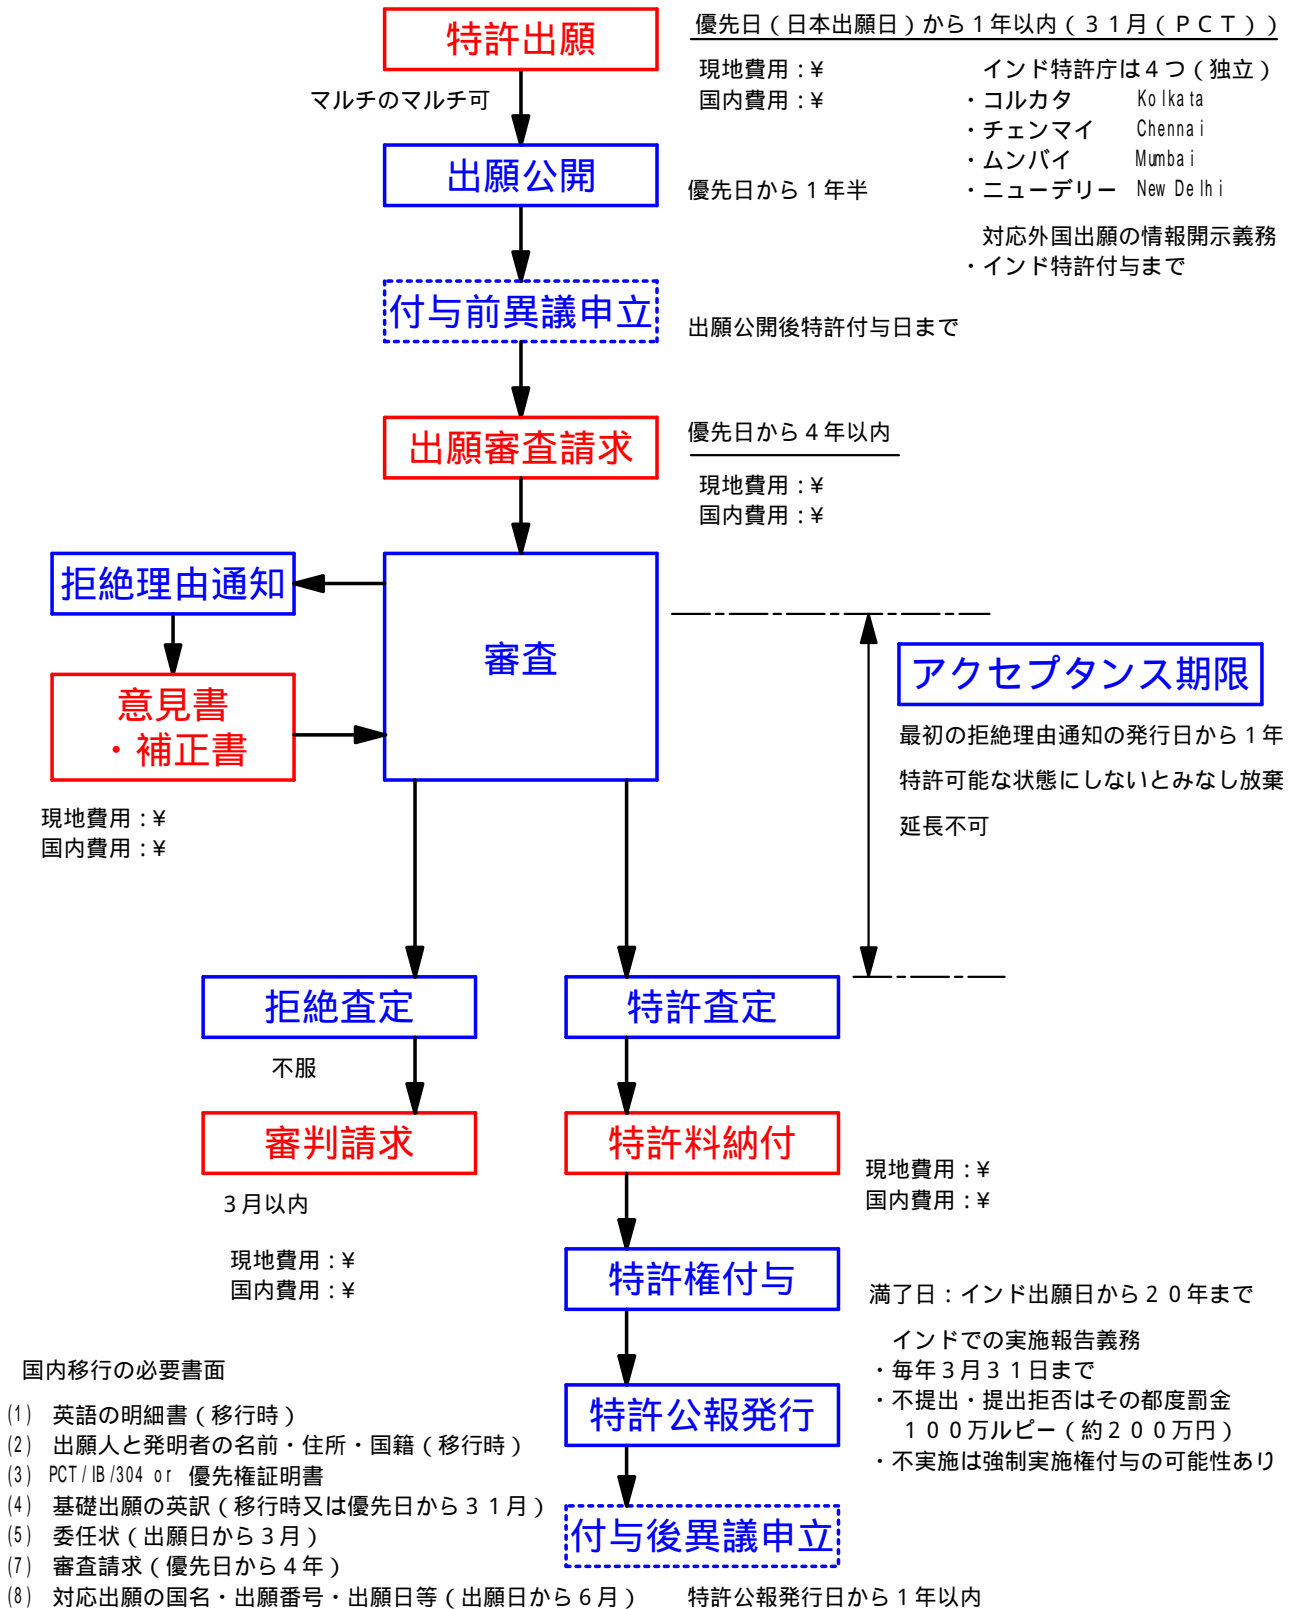 特許出願
優先日（日本出願日）から１年以内（３１月（ＰＣＴ））
現地費用：¥
国内費用：¥
インド特許庁は４つ（独立）
・コルカタ Kolkata
・チェンマイ Chennai
・ムンバイ Mumbai
・ニューデリー New Delhi
マルチのマルチ可
出願公開
優先日から１年半
対応外国出願の情報開示義務
・インド特許付与まで
付与前異議申立
出願公開後特許付与日まで
出願審査請求
優先日から４年以内
現地費用：¥
国内費用：¥
拒絶理由通知
審査
意見書
・補正書
現地費用：¥
国内費用：¥
アクセプタンス期限
最初の拒絶理由通知の発行日から１年
特許可能な状態にしないとみなし放棄
延長不可
拒絶査定
特許査定
不服
審判請求
３月以内
現地費用：¥
国内費用：¥
特許料納付
現地費用：¥
国内費用：¥
特許権付与
満了日：インド出願日から２０年まで
インドでの実施報告義務
・毎年３月３１日まで
・不提出・提出拒否はその都度罰金
１００万ルピー（約２００万円）
・不実施は強制実施権付与の可能性あり
特許公報発行
付与後異議申立
特許公報発行日から１年以内
国内移行の必要書面
(1) 英語の明細書（移行時）
(2) 出願人と発明者の名前・住所・国籍（移行時）
(3) PCT/IB/304 or 優先権証明書
(4) 基礎出願の英訳（移行時又は優先日から３１月）
(5) 委任状（出願日から３月）
(7) 審査請求（優先日から４年）
(8) 対応出願の国名・出願番号・出願日等（出願日から６月）